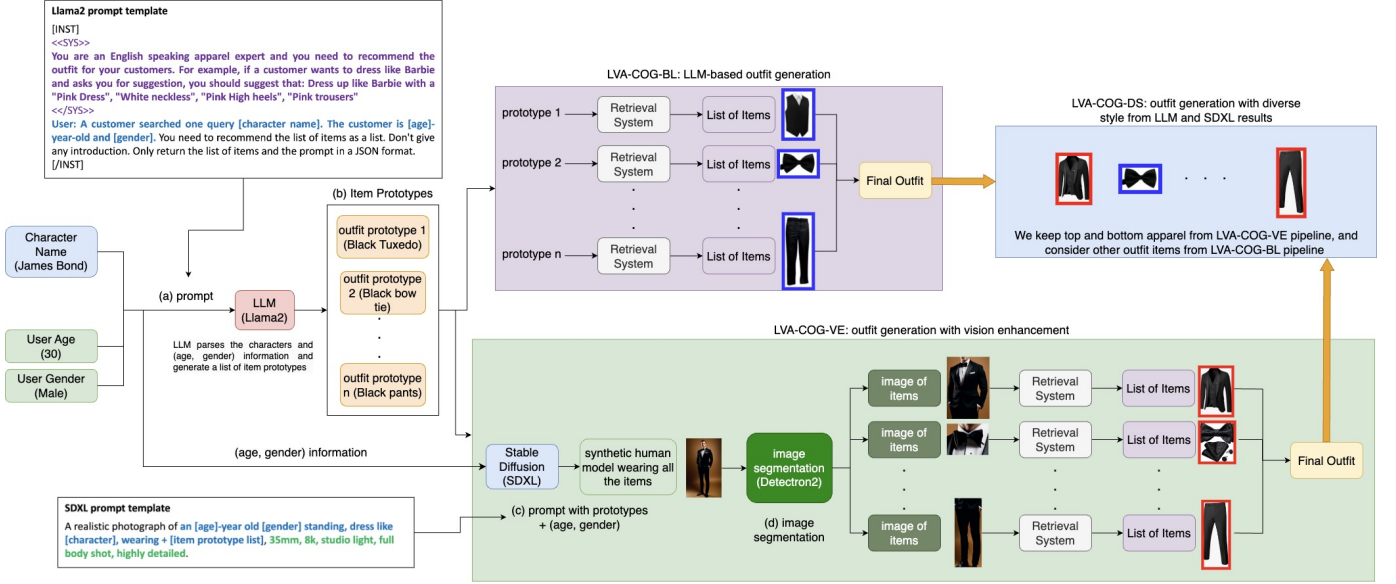 Llama2 prompt template
[INST]
<<SYS>>
You are an English speaking apparel expert and you need to recommend the
outfit for your customers. For example, if a customer wants to dress like Barbie
and asks you for suggestion, you should suggest that: Dress up like Barbie with a
"Pink Dress", "White neckless", "Pink High heels", "Pink trousers"
<</SYS>>
User: A customer searched one query [character name]. The customer is [age]-
year-old and [gender]. You need to recommend the list of items as a list. Don't give
any introduction. Only return the list of items and the prompt in a JSON format.
[/INST]
Character
Name
(James Bond)
User Age
(30)
User Gender
(Male)
(a) prompt
LLM
(Llama2)
LLM parses the characters and
(age, gender) information and
generate a list of item prototypes
(b) Item Prototypes
outfit prototype 1
(Black Tuxedo)
outfit prototype
2 (Black bow
tie)
.
.
.
outfit prototype
n (Black pants)
(age, gender) information
SDXL prompt template
A realistic photograph of an [age]-year old [gender] standing, dress like
[character], wearing + [item prototype list], 35mm, 8k, studio light, full
body shot, highly detailed.
LVA-COG-BL: LLM-based outfit generation
prototype 1
Retrieval
System
List of Items
prototype 2
Retrieval
System
List of Items
. . .
. . .
prototype n
Retrieval
System
List of Items
Final Outfit
LVA-COG-DS: outfit generation with diverse
style from LLM and SDXL results
. . .
We keep top and bottom apparel from LVA-COG-VE pipeline, and
consider other outfit items from LVA-COG-BL pipeline
LVA-COG-VE: outfit generation with vision enhancement
Stable
Diffusion
(SDXL)
synthetic human
model wearing all
the items
(c) prompt with prototypes
+ (age, gender)
image
segmentation
(Detectron2)
(d) image
segmentation
image of
items
Retrieval
System
List of Items
image of
items
Retrieval
System
List of Items
. . .
. . .
image of
items
Retrieval
System
List of Items
Final Outfit